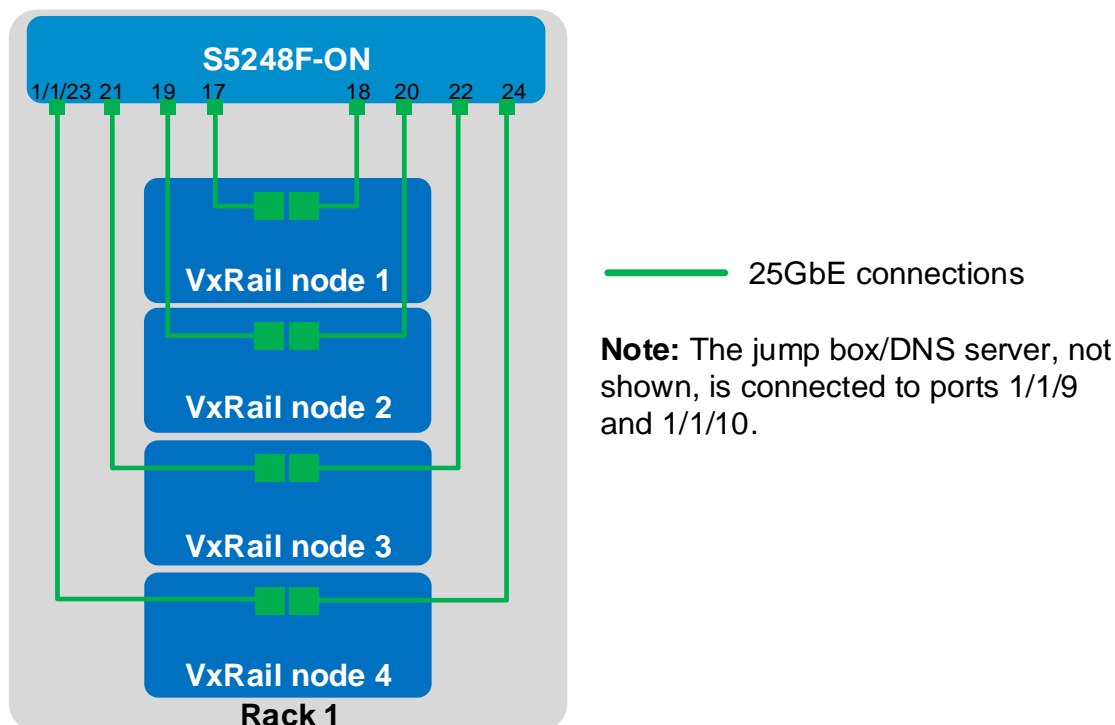 S5248F-ON
1/1/23 21 19 17 18 20 22 24
VxRail node 1
VxRail node 2
VxRail node 3
VxRail node 4
Rack 1
25GbE connections
Note: The jump box/DNS server, not
shown, is connected to ports 1/1/9
and 1/1/10.